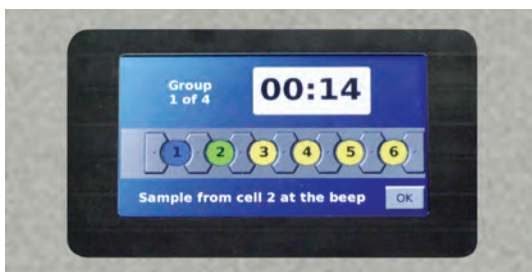 Group
1 of 4
00:14
1 2 3 4 5 6
Sample from cell 2 at the beep
OK